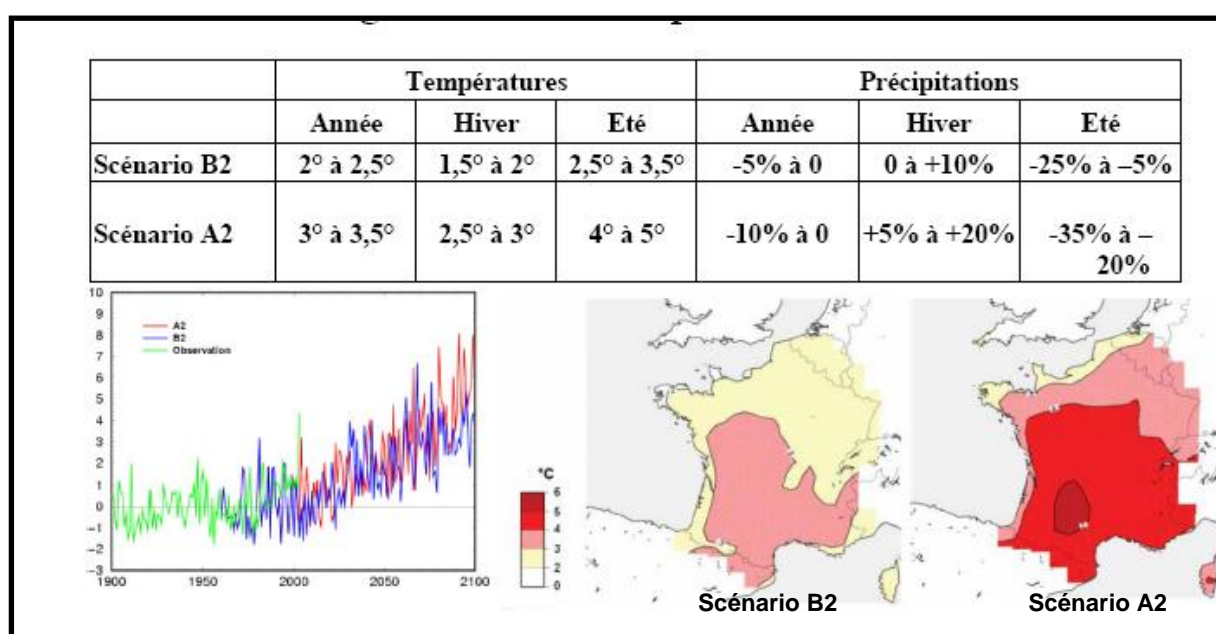 Températures Précipitations
Année Hiver Eté Année Hiver Eté
Scénario B2 2° à 2,5° 1,5° à 2° 2,5° à 3,5° -5% à 0 0 à +10% -25% à –5%
Scénario A2 3° à 3,5° 2,5° à 3° 4° à 5° -10% à 0 +5% à +20% -35% à –
20%
10
9
8
7
6
5
4
3
2
1
0
−1
−2
−3
A2
B2
Observation
1900 1950 2000 2050 2100
°C
6
5
4
3
2
0
Scénario B2
Scénario A2